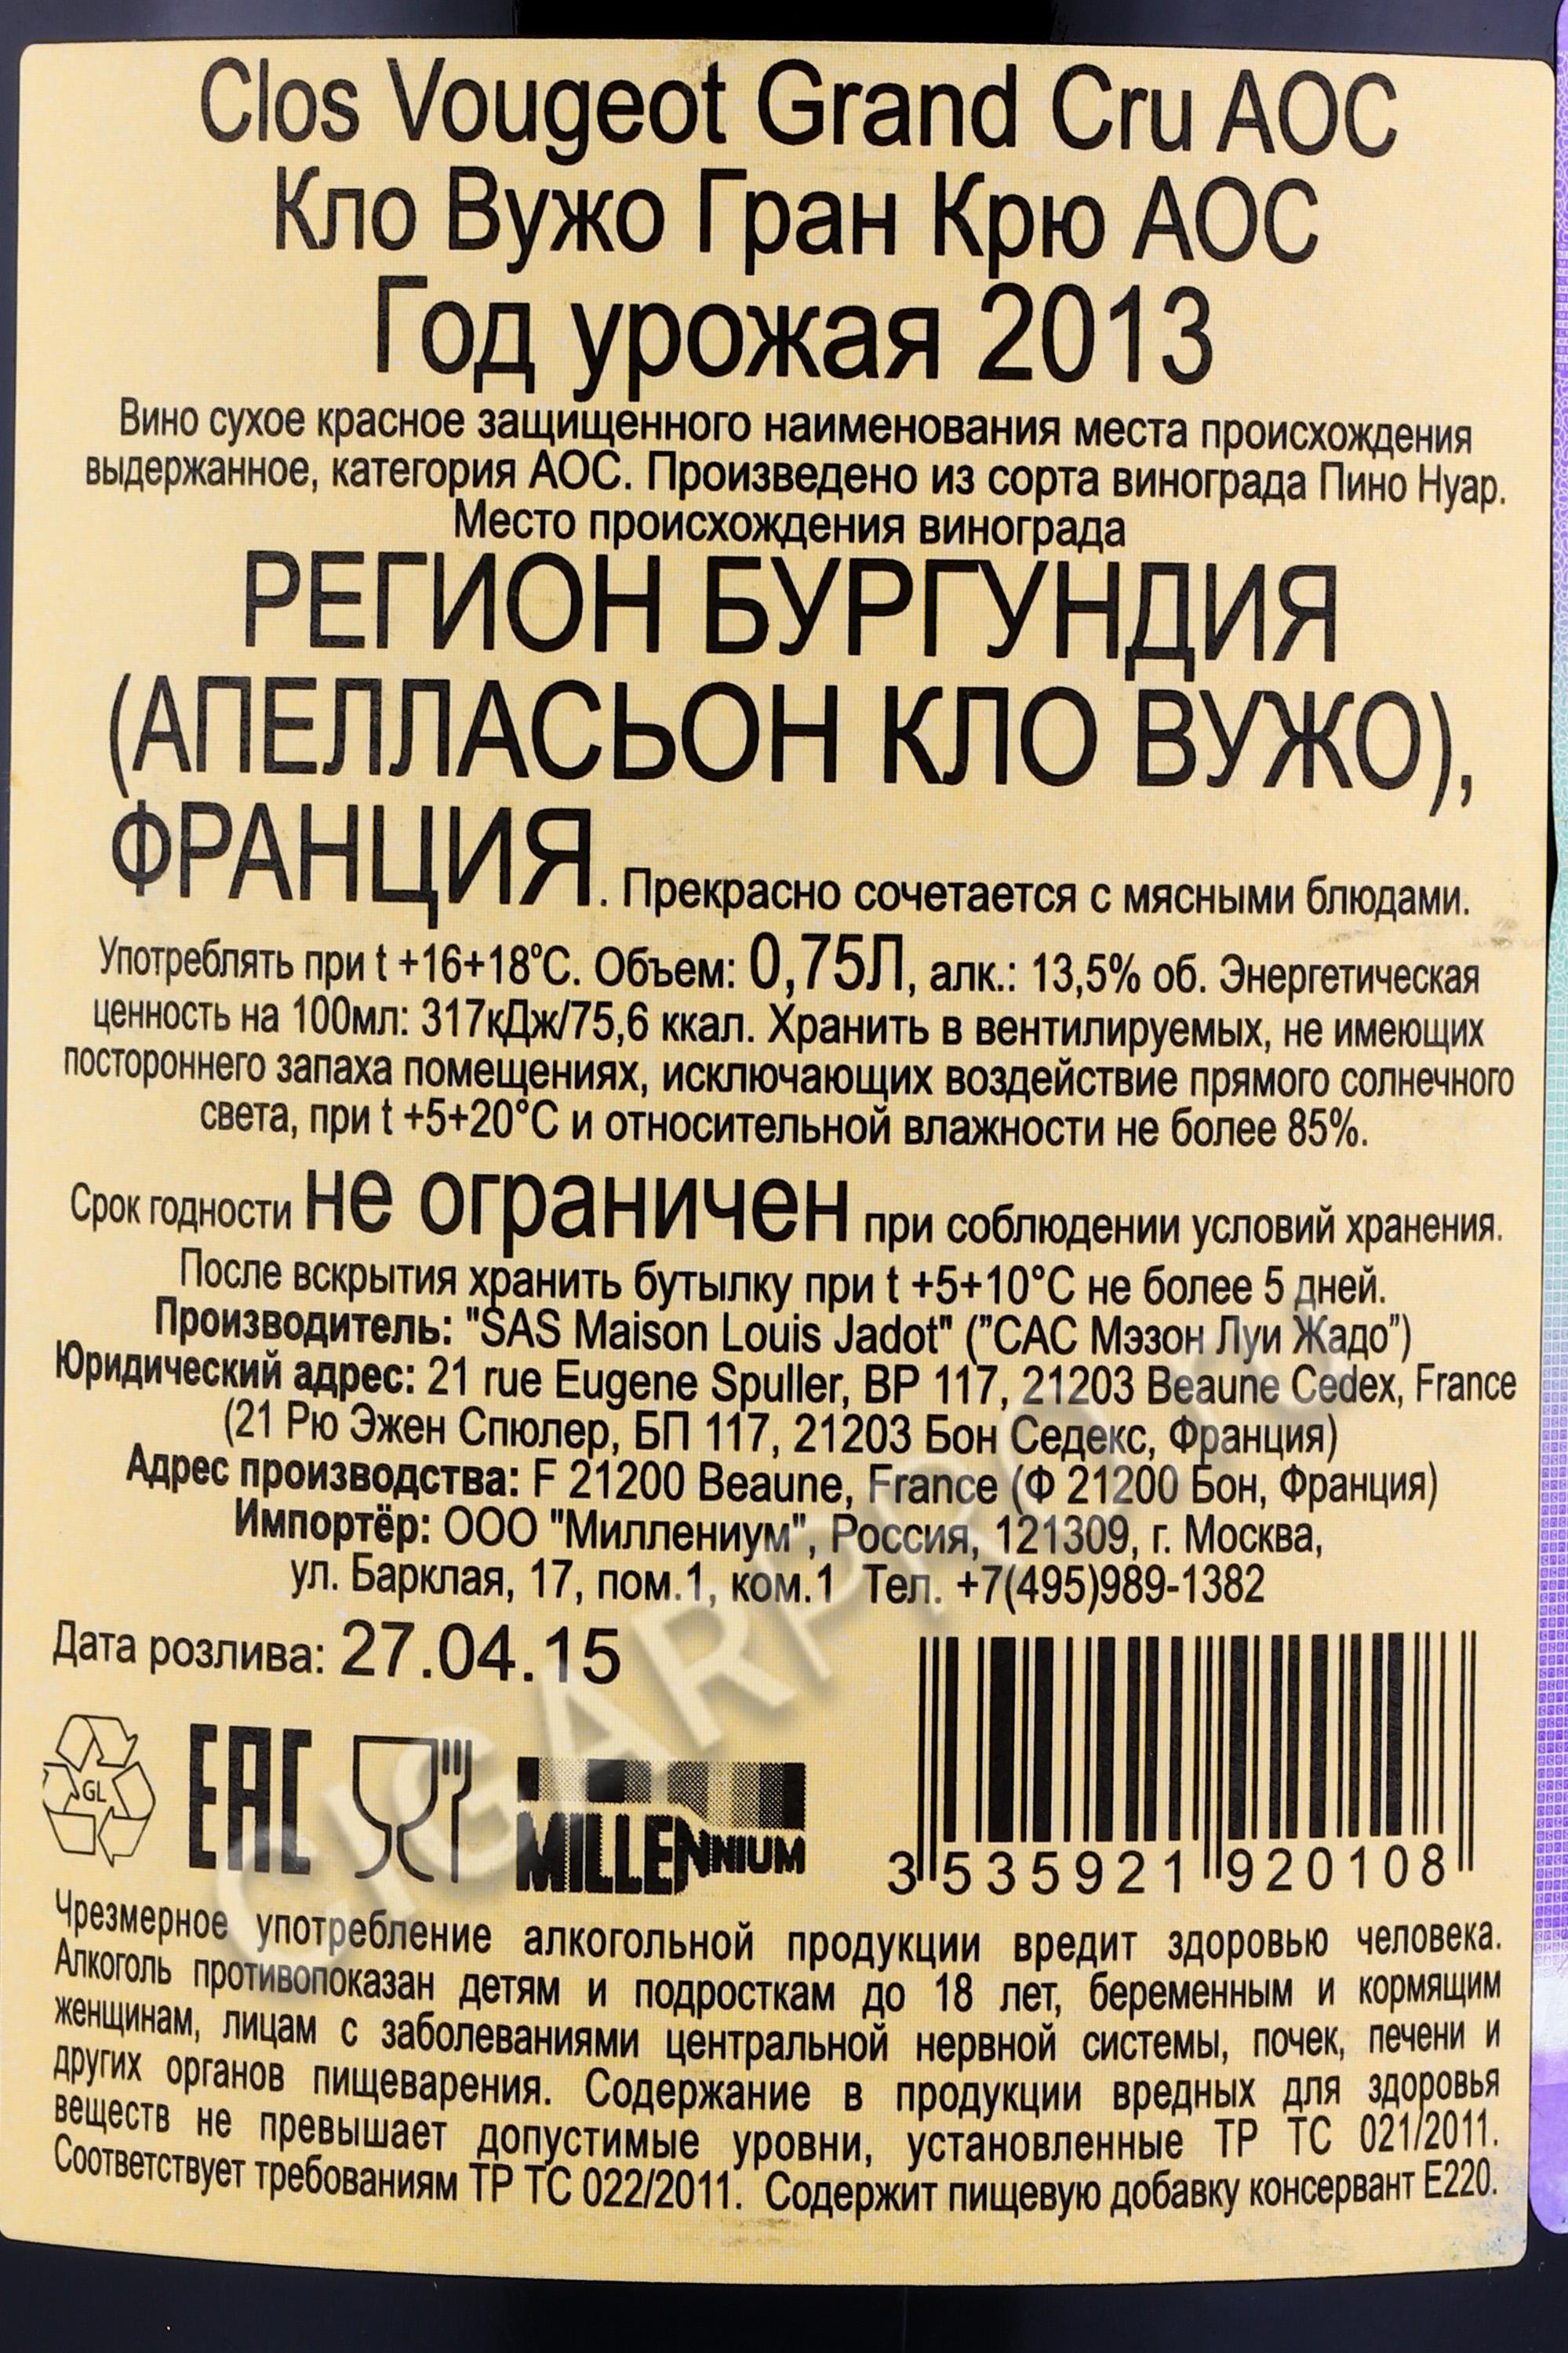 Clos Vougeot Grand Cru AOC
Кло Вужо Гран Крю АОС
Год урожая 2013
Вино сухое красное защищенного наименования места происхождения
выдержанное, категория АОС. Произведено из сорта винограда Пино Нуар.
Место происхождения винограда
РЕГИОН БУРГУНДИЯ
(АПЕЛЛАСЬОН КЛО ВУЖО),
ФРАНЦИЯ. Прекрасно сочетается с мясными блюдами.
Употреблять при t +16+18°С. Объем: 0,75Л, алк.: 13,5% об. Энергетическая
ценность на 100мл: 317кДж/75,6 ккал. Хранить в вентилируемых, не имеющих
постороннего запаха помещениях, исключающих воздействие прямого солнечного
света, при t +5+20°С и относительной влажности не более 85%.
Срок годности не ограничен при соблюдении условий хранения.
После вскрытия хранить бутылку при t +5+10°С не более 5 дней.
Производитель: "SAS Maison Louis Jadot" ("САС Мэзон Луи Жадо")
Юридический адрес: 21 rue Eugene Spuller, BP 117, 21203 Beaune Cedex, France
(21 Рю Эжен Спюлер, БП 117, 21203 Бон Седекс, Франция)
Адрес производства: F 21200 Beaune, France (Ф 21200 Бон, Франция)
Импортёр: ООО "Миллениум", Россия, 121309, г. Москва,
ул. Барклая, 17, пом.1, ком.1 Тел. +7(495)989-1382
Дата розлива: 27.04.15
GL
EAC
MILLENNIUM
3 535921 920108
Чрезмерное употребление алкогольной продукции вредит здоровью человека.
Алкоголь противопоказан детям и подросткам до 18 лет, беременным и кормящим
женщинам, лицам с заболеваниями центральной нервной системы, почек, печени и
других органов пищеварения. Содержание в продукции вредных для здоровья
веществ не превышает допустимые уровни, установленные ТР ТС 021/2011.
Соответствует требованиям ТР ТС 022/2011. Содержит пищевую добавку консервант Е220.